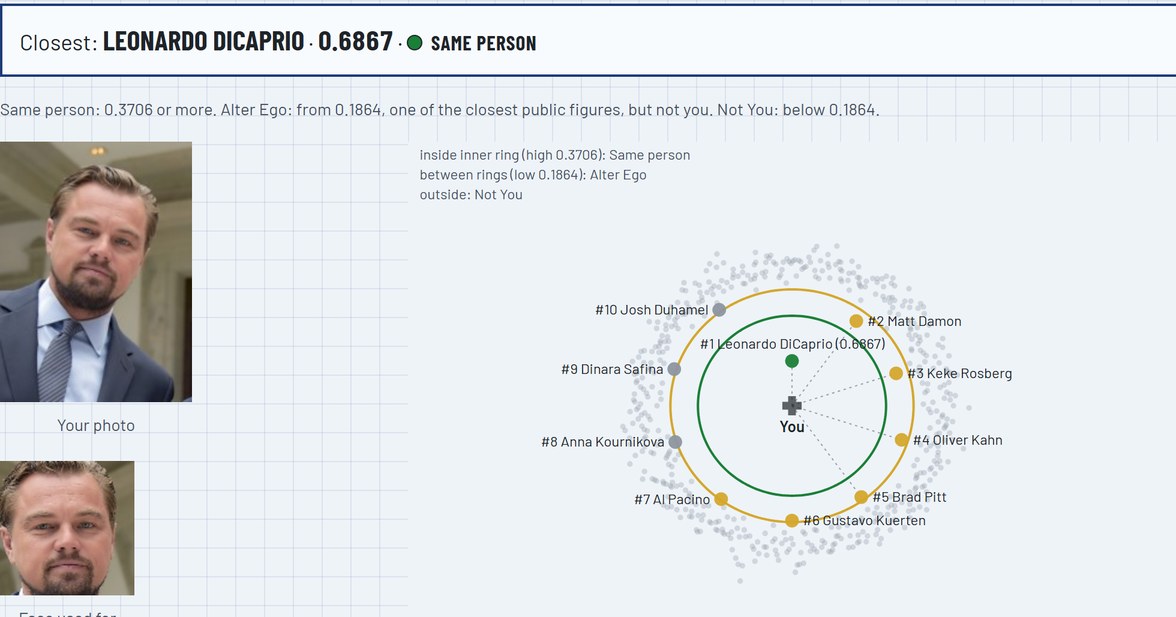 Closest: LEONARDO DICAPRIO · 0.6867 · SAME PERSON
Same person: 0.3706 or more. Alter Ego: from 0.1864, one of the closest public figures, but not you. Not You: below 0.1864.
inside inner ring (high 0.3706): Same person
between rings (low 0.1864): Alter Ego
outside: Not You
#10 Josh Duhamel
#2 Matt Damon
#1 Leonardo DiCaprio (0.6867)
#9 Dinara Safina
#3 Keke Rosberg
You
#8 Anna Kournikova
#4 Oliver Kahn
#7 Al Pacino
#5 Brad Pitt
#6 Gustavo Kuerten
Your photo
Face used for